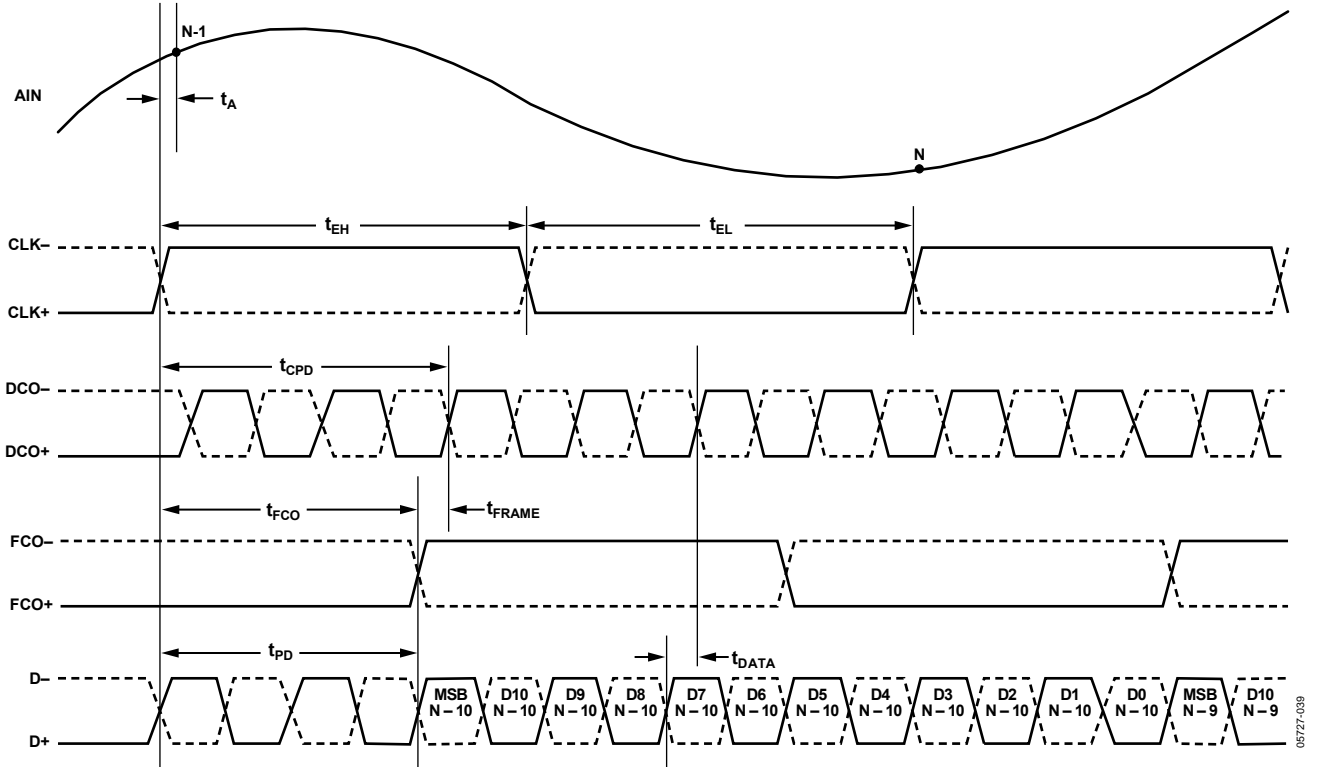 N-1
AIN
tA
N
tEH
tEL
CLK–
CLK+
tCPD
DCO–
DCO+
tFCO
tFRAME
FCO–
FCO+
tPD
tDATA
D–
D+
MSB
N – 10
D10
N – 10
D9
N – 10
D8
N – 10
D7
N – 10
D6
N – 10
D5
N – 10
D4
N – 10
D3
N – 10
D2
N – 10
D1
N – 10
D0
N – 10
MSB
N – 9
D10
N – 9
05727-039